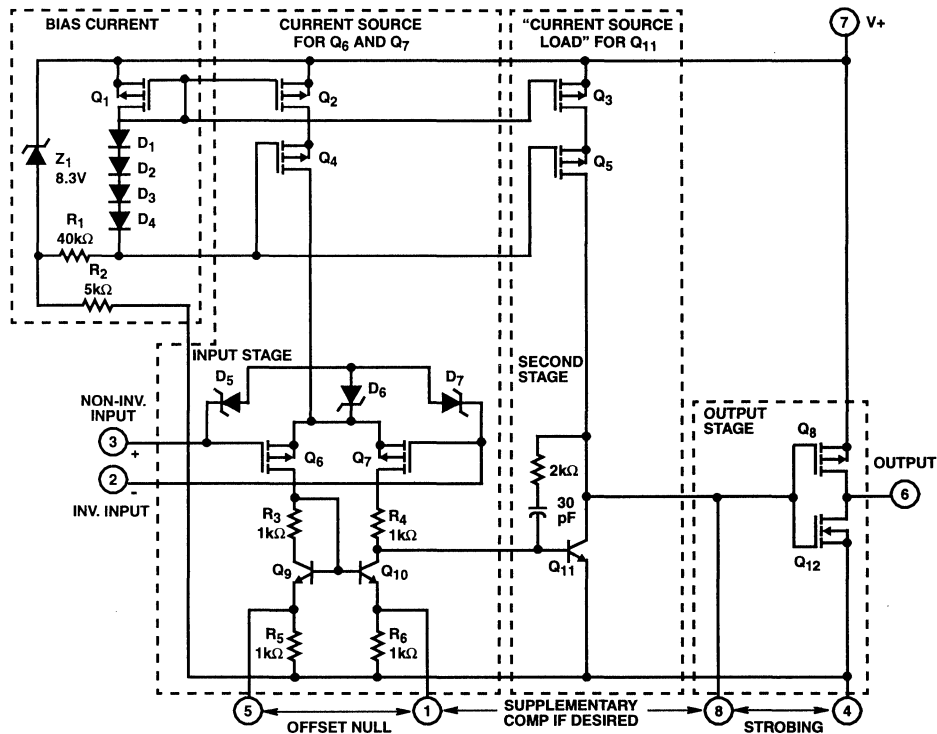 BIAS CURRENT
CURRENT SOURCE
FOR Q6 AND Q7
“CURRENT SOURCE
LOAD” FOR Q11
7 V+
Q1
Q2
Q3
D1
Z1
8.3V
D2
Q4
Q5
D3
D4
R1
40kΩ
R2
5kΩ
INPUT STAGE
SECOND
STAGE
D5
D6
D7
NON-INV.
INPUT
3
+
OUTPUT
STAGE
Q8
Q6
Q7
2kΩ
OUTPUT
2
-
6
INV. INPUT
30
pF
R3
1kΩ
R4
1kΩ
Q9
Q10
Q11
Q12
R5
1kΩ
R6
1kΩ
5
OFFSET NULL
1
SUPPLEMENTARY
COMP IF DESIRED
8
STROBING
4